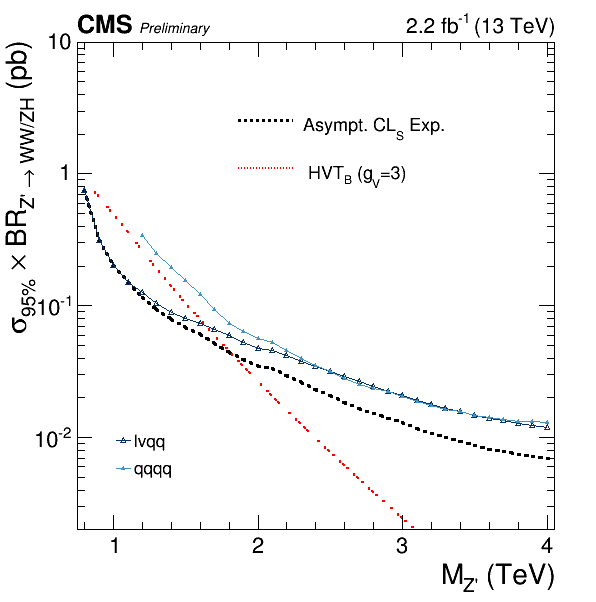 CMS Preliminary 2.2 fb⁻¹ (13 TeV)
σ95% × BRZ' → WW/ZH (pb)
10
1
10⁻¹
10⁻²
Asympt. CLS Exp.
HVTB (gV=3)
lνqq
qqqq
1 2 3 4
MZ' (TeV)